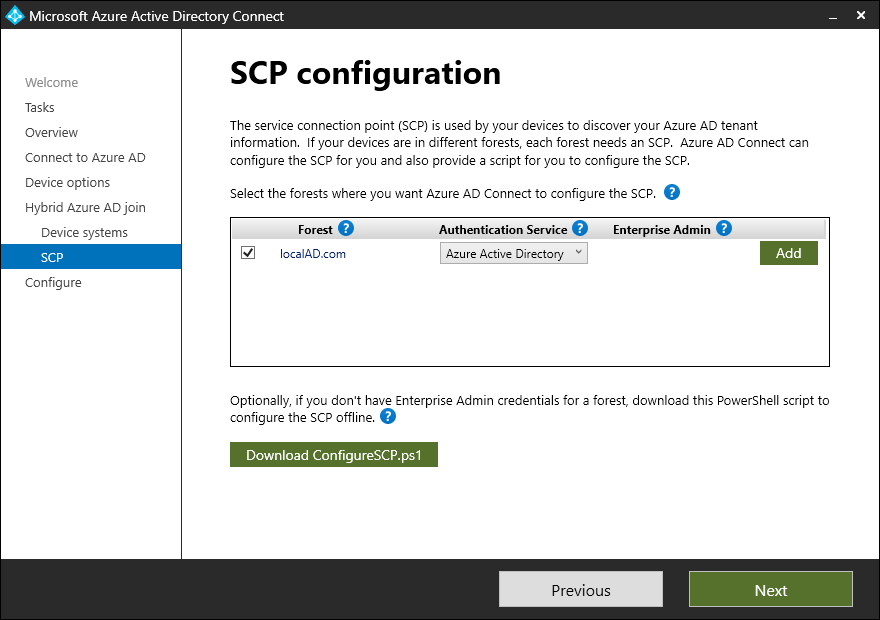 Microsoft Azure Active Directory Connect
Welcome
Tasks
Overview
Connect to Azure AD
Device options
Hybrid Azure AD join
Device systems
SCP
Configure
SCP configuration
The service connection point (SCP) is used by your devices to discover your Azure AD tenant
information.  If your devices are in different forests, each forest needs an SCP.  Azure AD Connect can
configure the SCP for you and also provide a script for you to configure the SCP.
Select the forests where you want Azure AD Connect to configure the SCP. ?
Forest ? Authentication Service ? Enterprise Admin ?
localAD.com Azure Active Directory Add
Optionally, if you don't have Enterprise Admin credentials for a forest, download this PowerShell script to
configure the SCP offline. ?
Download ConfigureSCP.ps1
Previous Next